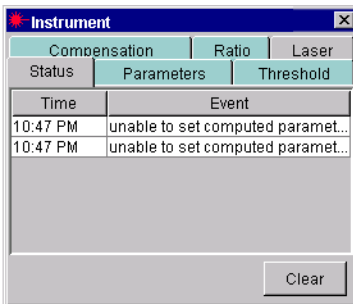 Instrument
Compensation Ratio Laser
Status Parameters Threshold
Time Event
10:47 PM unable to set computed paramet...
10:47 PM unable to set computed paramet...
Clear